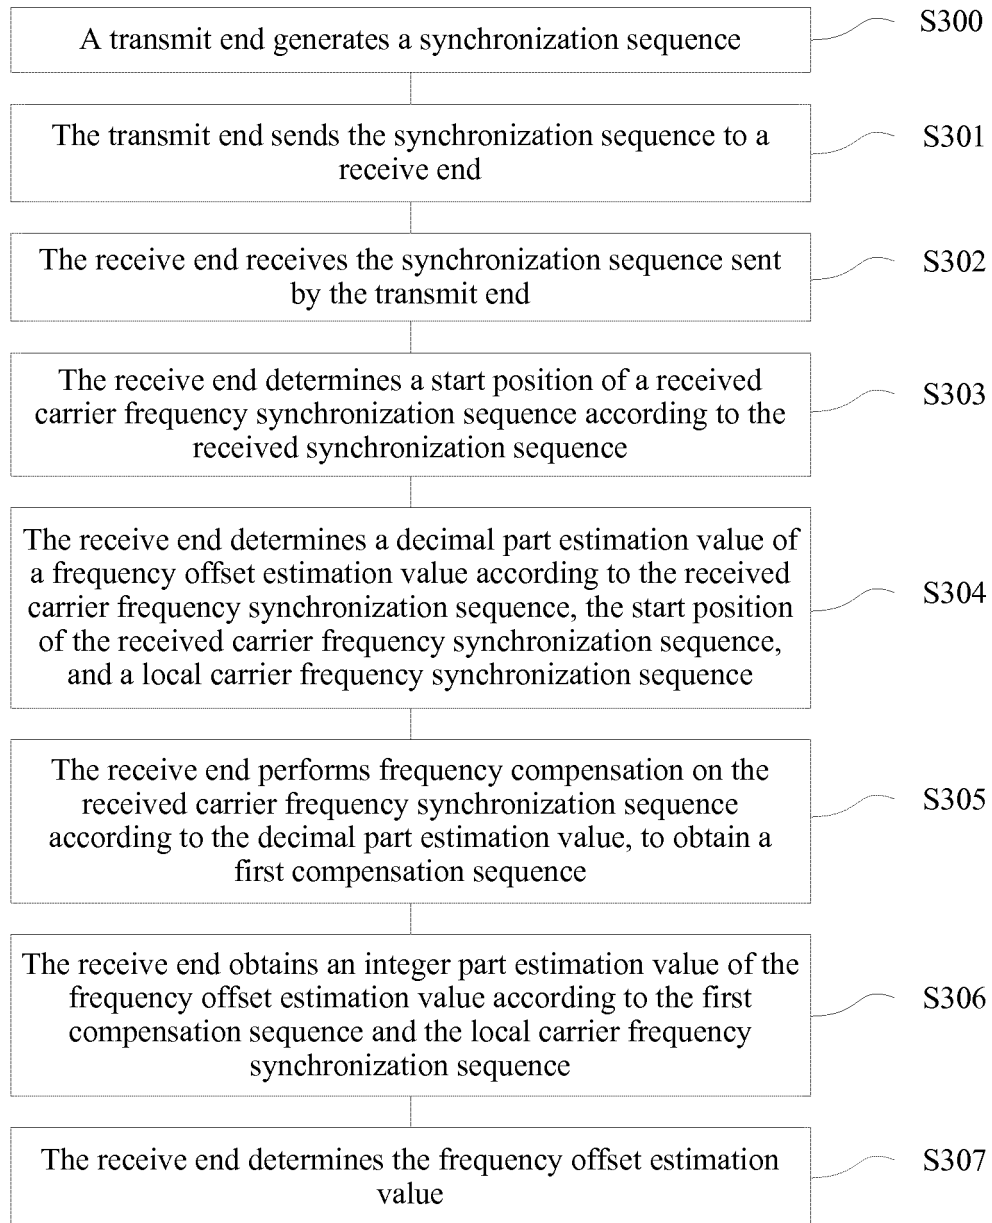 A transmit end generates a synchronization sequence
S300
The transmit end sends the synchronization sequence to a
receive end
S301
The receive end receives the synchronization sequence sent
by the transmit end
S302
The receive end determines a start position of a received
carrier frequency synchronization sequence according to the
received synchronization sequence
S303
The receive end determines a decimal part estimation value of
a frequency offset estimation value according to the received
carrier frequency synchronization sequence, the start position
of the received carrier frequency synchronization sequence,
and a local carrier frequency synchronization sequence
S304
The receive end performs frequency compensation on the
received carrier frequency synchronization sequence
according to the decimal part estimation value, to obtain a
first compensation sequence
S305
The receive end obtains an integer part estimation value of the
frequency offset estimation value according to the first
compensation sequence and the local carrier frequency
synchronization sequence
S306
The receive end determines the frequency offset estimation
value
S307